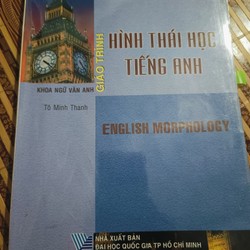 GIÁO TRÌNH
HÌNH THÁI HỌC
TIẾNG ANH
KHOA NGỮ VĂN ANH
Tô Minh Thanh
ENGLISH MORPHOLOGY
NHÀ XUẤT BẢN
ĐẠI HỌC QUỐC GIA TP HỒ CHÍ MINH